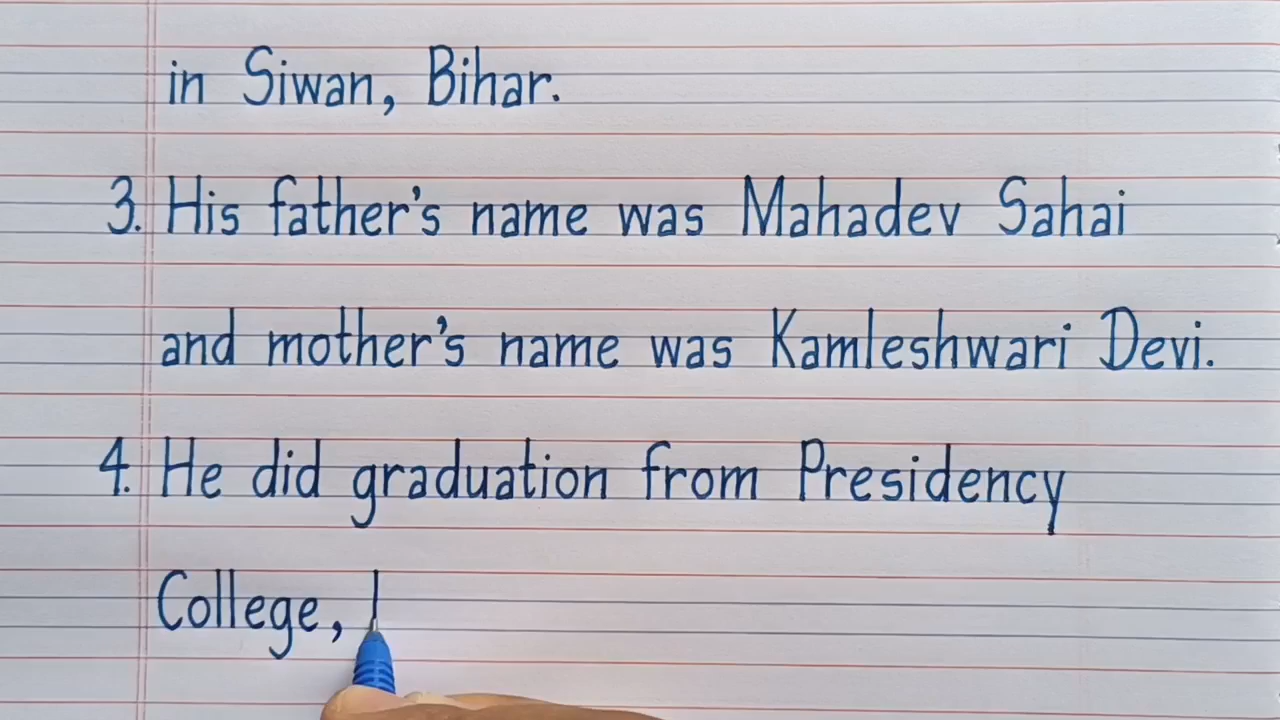 in Siwan, Bihar.
3. His father's name was Mahadev Sahai
and mother's name was Kamleshwari Devi.
4. He did graduation from Presidency
College,